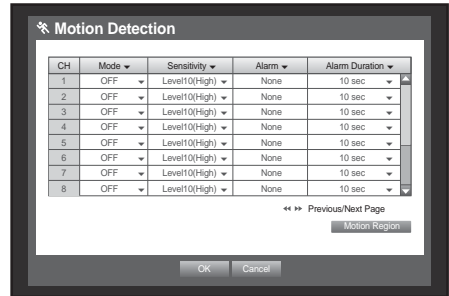 Motion Detection
CH Mode Sensitivity Alarm Alarm Duration
1 OFF Level10(High) None 10 sec
2 OFF Level10(High) None 10 sec
3 OFF Level10(High) None 10 sec
4 OFF Level10(High) None 10 sec
5 OFF Level10(High) None 10 sec
6 OFF Level10(High) None 10 sec
7 OFF Level10(High) None 10 sec
8 OFF Level10(High) None 10 sec
Previous/Next Page
Motion Region
OK Cancel